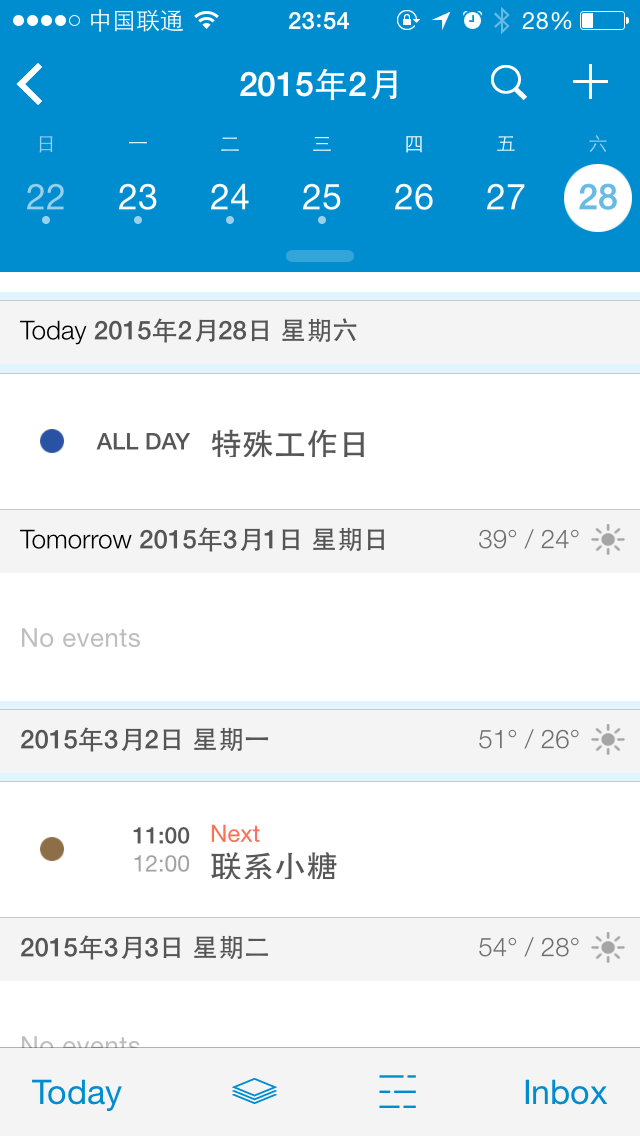 中国联通 23:54 28%
2015年2月
日 一 二 三 四 五 六
22 23 24 25 26 27 28
Today 2015年2月28日 星期六
ALL DAY 特殊工作日
Tomorrow 2015年3月1日 星期日 39° / 24°
No events
2015年3月2日 星期一 51° / 26°
11:00 Next
12:00 联系小糖
2015年3月3日 星期二 54° / 28°
No events
Today Inbox